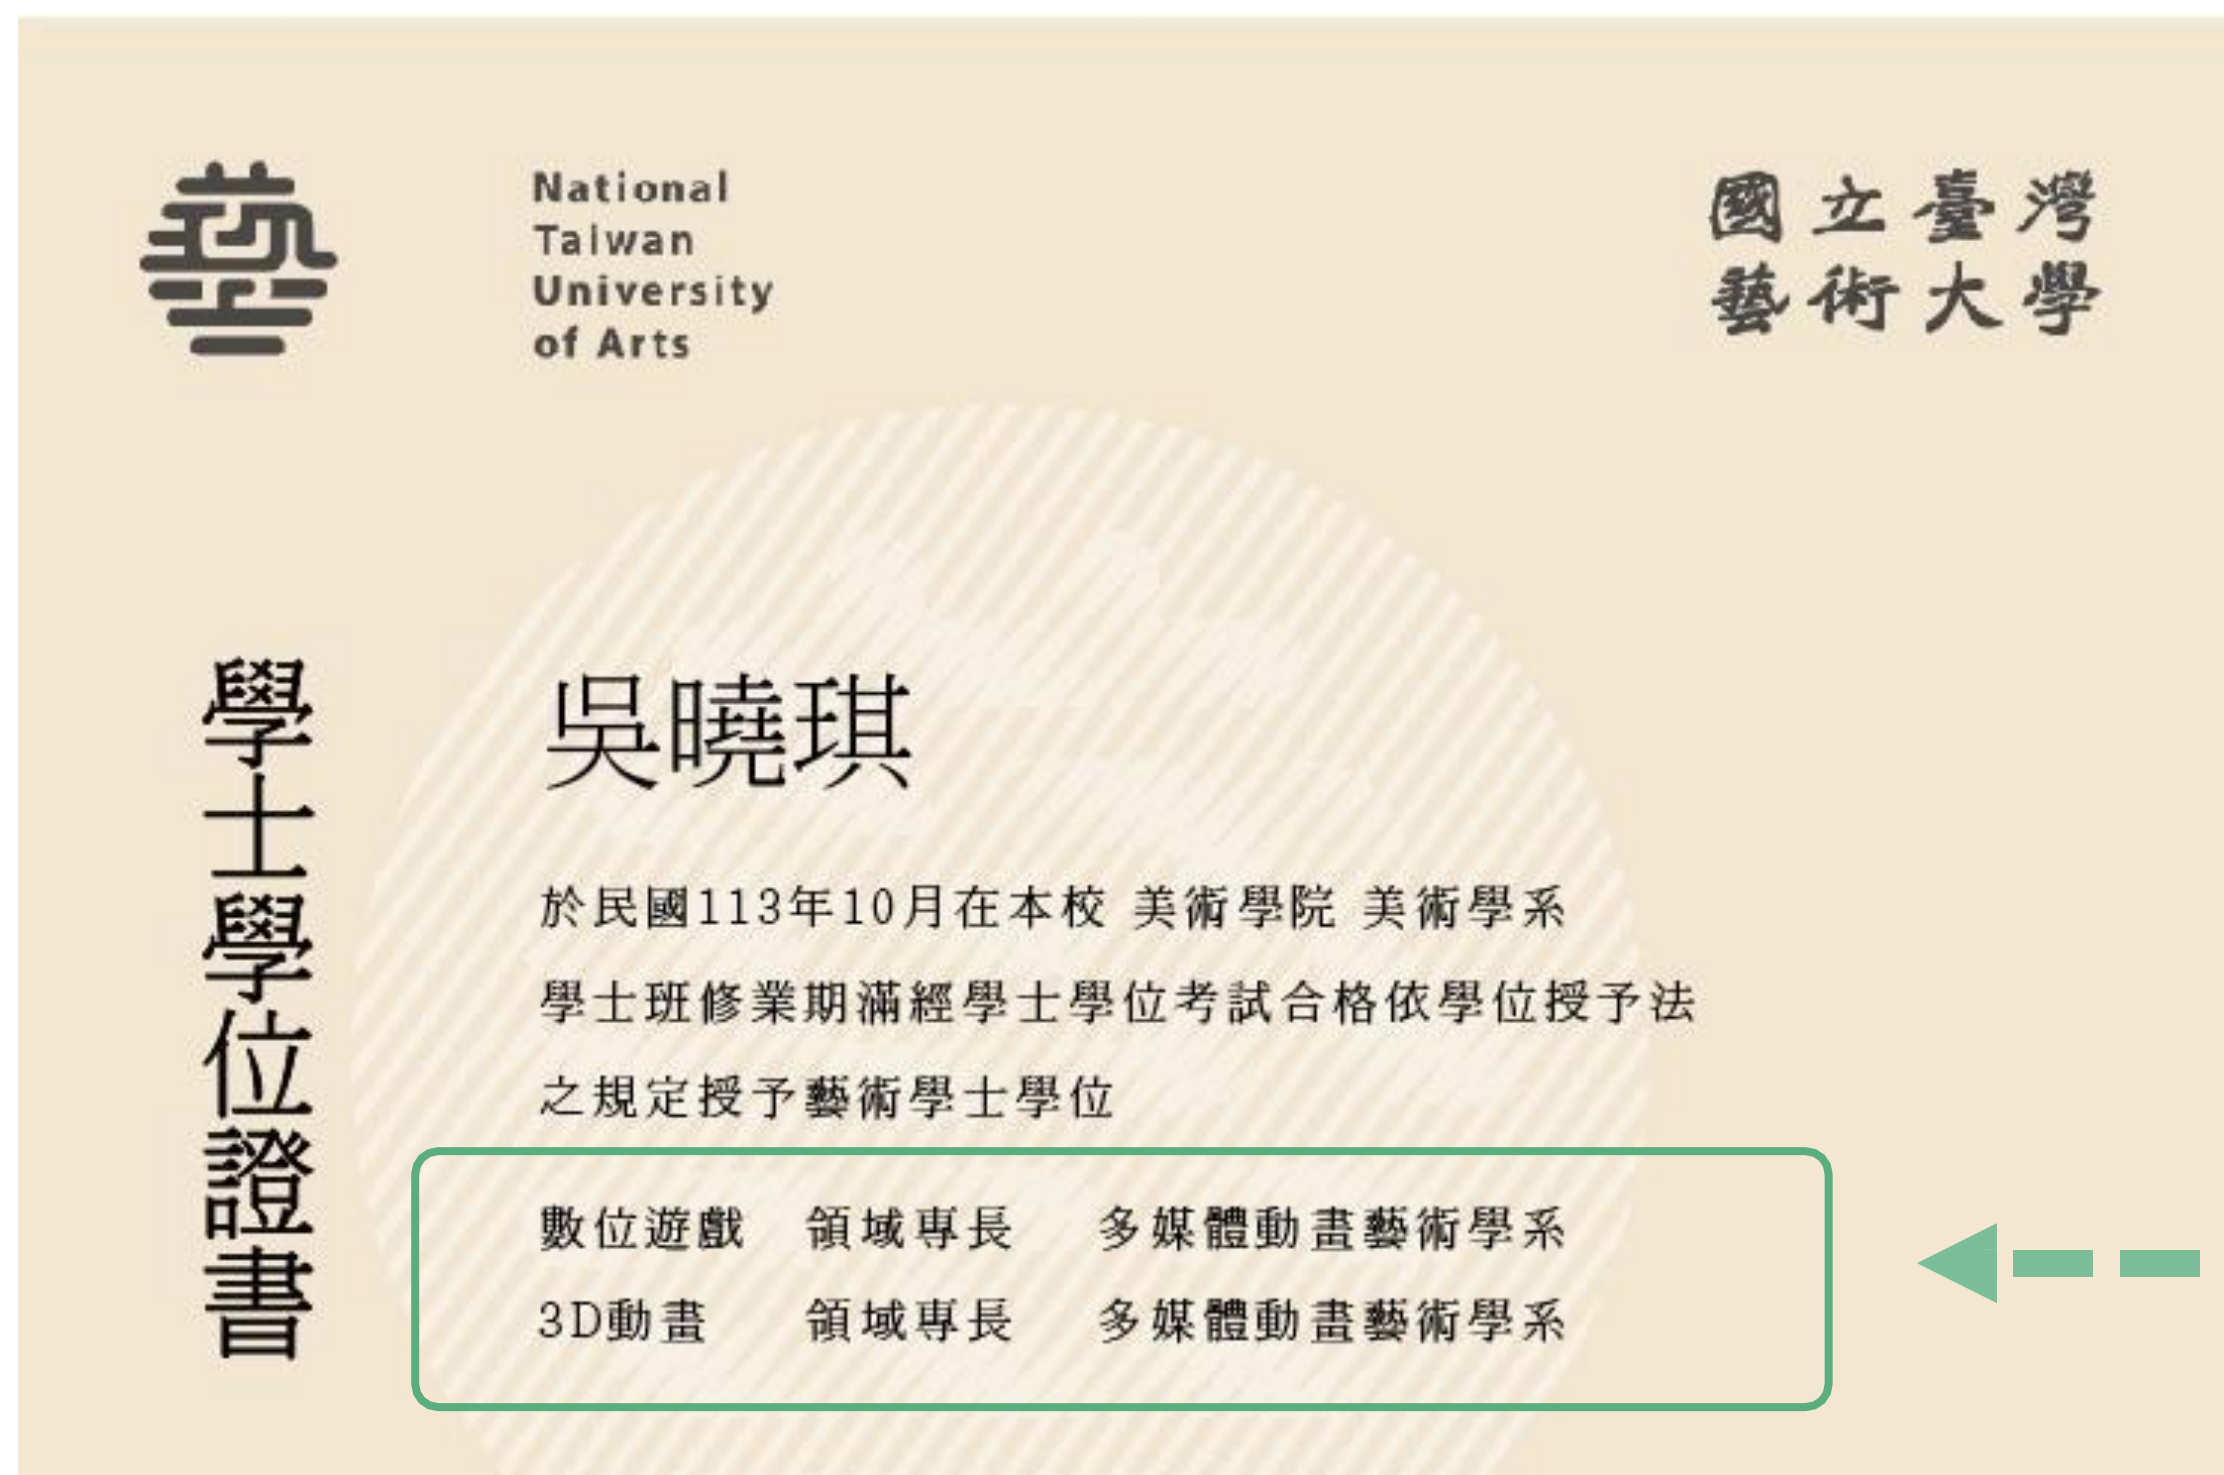 National
Taiwan
University
of Arts
國立臺灣
藝術大學
學士學位證書
吳曉琪
於民國113年10月在本校 美術學院 美術學系
學士班修業期滿經學士學位考試合格依學位授予法
之規定授予藝術學士學位
數位遊戲 領域專長 多媒體動畫藝術學系
3D動畫 領域專長 多媒體動畫藝術學系